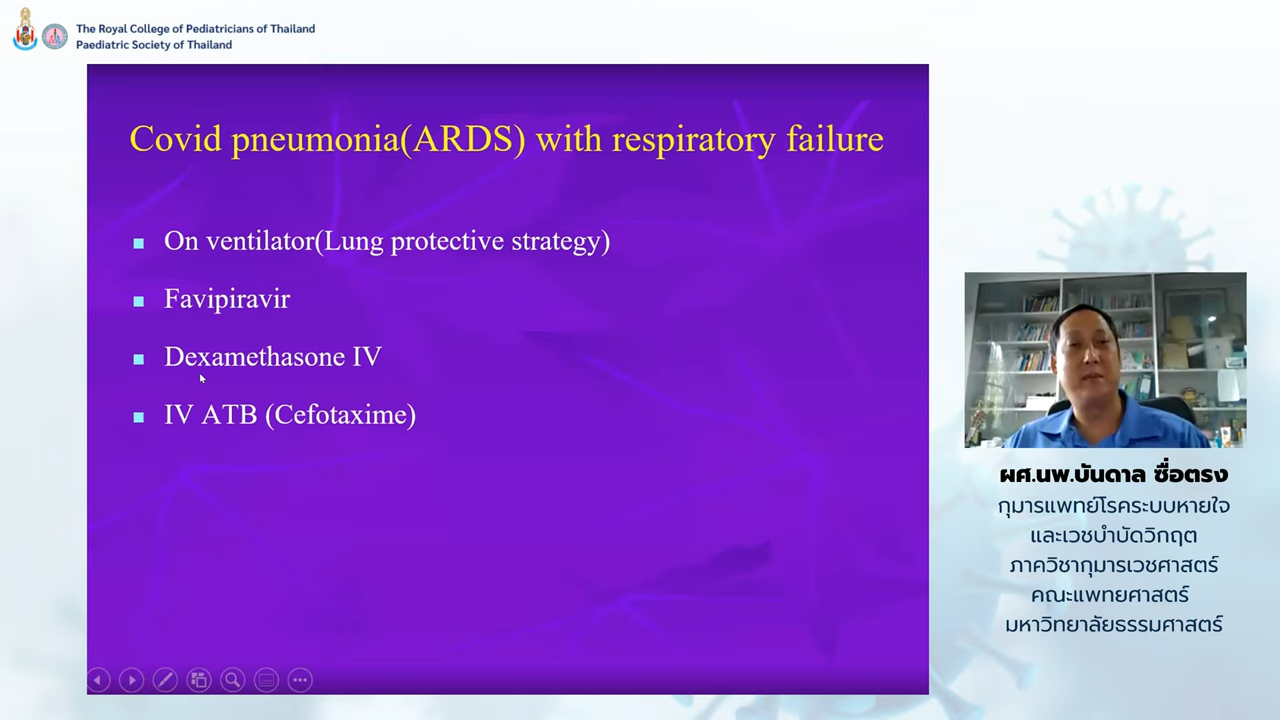 The Royal College of Pediatricians of Thailand
Paediatric Society of Thailand
Covid pneumonia(ARDS) with respiratory failure
On ventilator(Lung protective strategy)
Favipiravir
Dexamethasone IV
IV ATB (Cefotaxime)
ผศ.นพ.บันดาล ซื่อตรง
กุมารแพทย์โรคระบบหายใจ
และเวชบำบัดวิกฤต
ภาควิชากุมารเวชศาสตร์
คณะแพทยศาสตร์
มหาวิทยาลัยธรรมศาสตร์